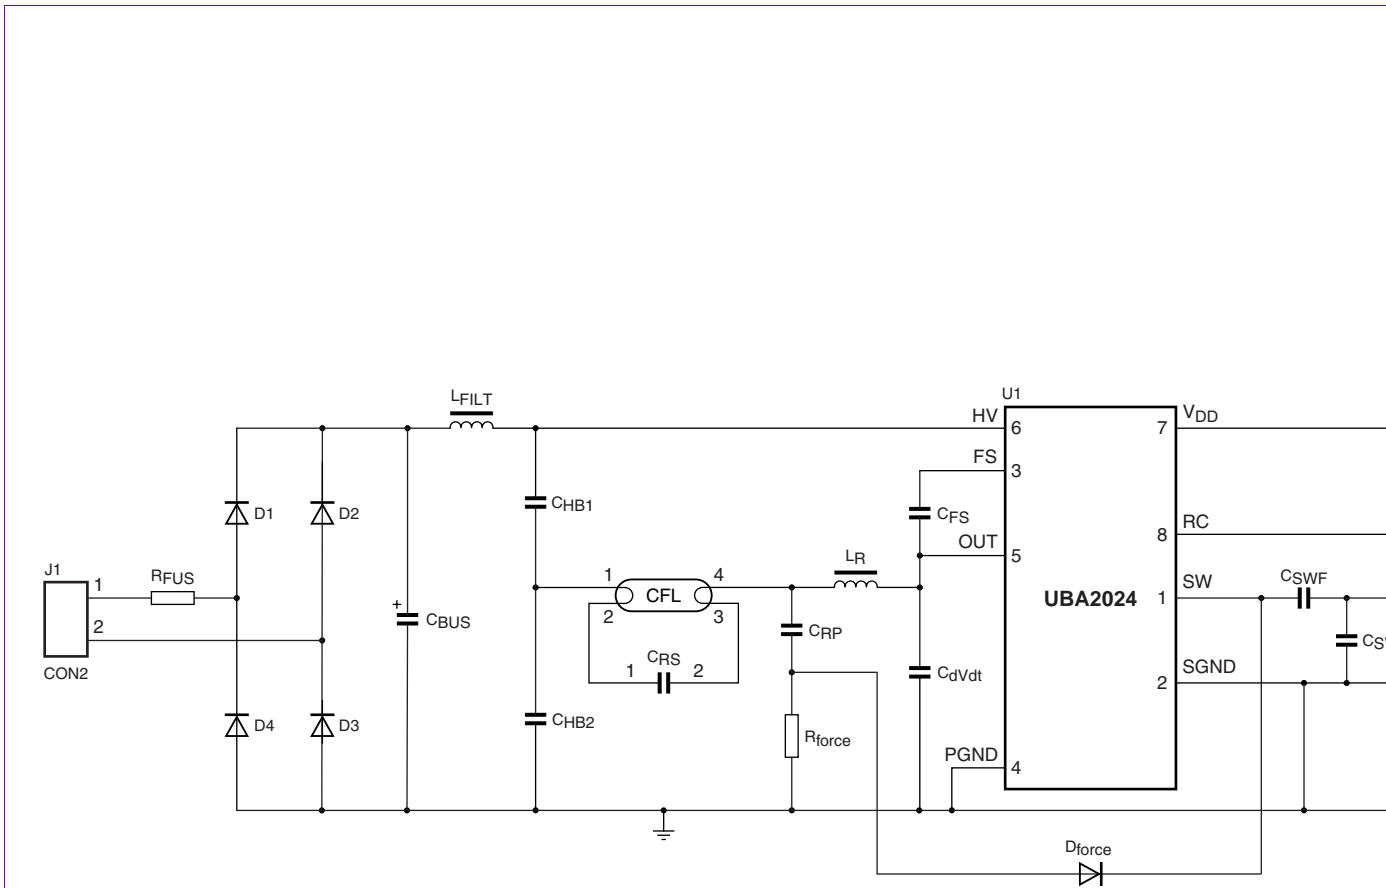 U1
LFILT
HV
6
7
VDD
FS
3
D1
D2
CHB1
CFS
RC
8
OUT
5
LR
J1
1
RFUS
1
4
CFL
2
3
UBA2024
1
SW
CSWF
2
+
CBUS
CRP
CS
CRS
1
2
SGND
2
CON2
CdVdt
D4
D3
CHB2
Rforce
PGND
4
Dforce